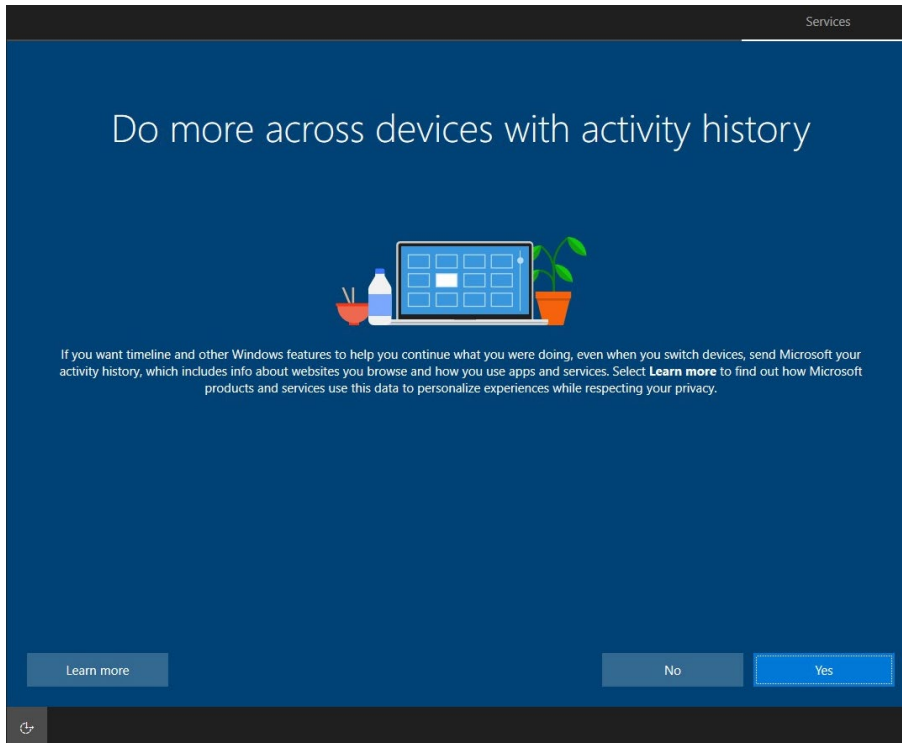 Services
Do more across devices with activity history
If you want timeline and other Windows features to help you continue what you were doing, even when you switch devices, send Microsoft your
activity history, which includes info about websites you browse and how you use apps and services. Select Learn more to find out how Microsoft
products and services use this data to personalize experiences while respecting your privacy.
Learn more
No
Yes